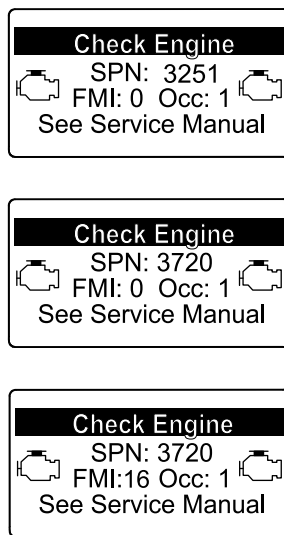 Check Engine
SPN: 3251
FMI: 0 Occ: 1
See Service Manual
Check Engine
SPN: 3720
FMI: 0 Occ: 1
See Service Manual
Check Engine
SPN: 3720
FMI:16 Occ: 1
See Service Manual